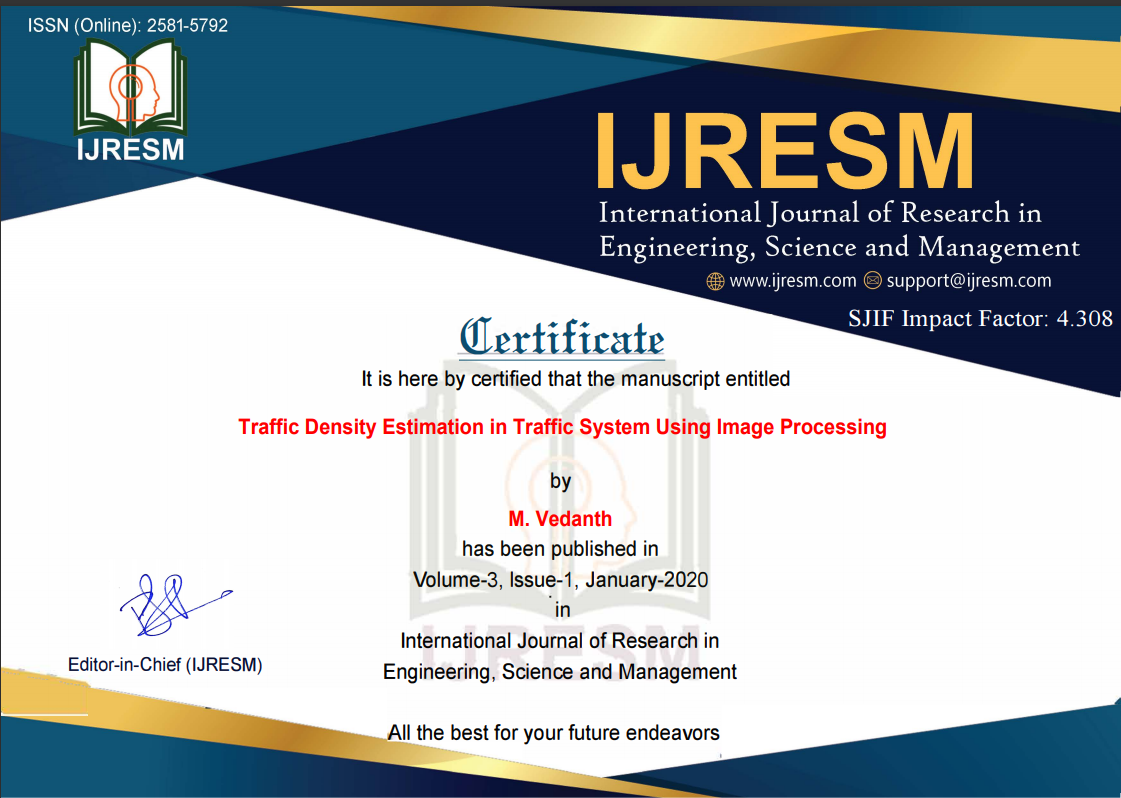 ISSN (Online): 2581-5792
IJRESM
IJRESM
International Journal of Research in
Engineering, Science and Management
www.ijresm.com support@ijresm.com
SJIF Impact Factor: 4.308
Certificate
It is here by certified that the manuscript entitled
Traffic Density Estimation in Traffic System Using Image Processing
by
M. Vedanth
has been published in
Volume-3, Issue-1, January-2020
in
International Journal of Research in
Engineering, Science and Management
IJRESM
Editor-in-Chief (IJRESM)
All the best for your future endeavors